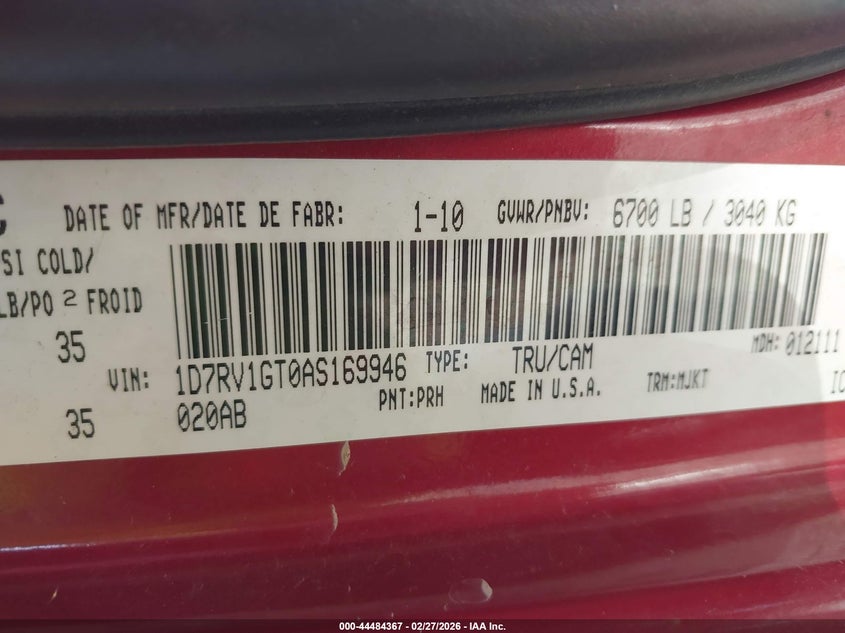 DATE OF MFR/DATE DE FABR: 1-10 GVWR/PNBV: 6700 LB / 3040 KG
SI COLD/
LB/PO 2 FROID
35
MDH: 012111
VIN: 1D7RV1GT0AS169946 TYPE: TRU/CAM
35
020AB PNT:PRH MADE IN U.S.A. TRM:MJKT
000-44484367 - 02/27/2026 - IAA Inc.